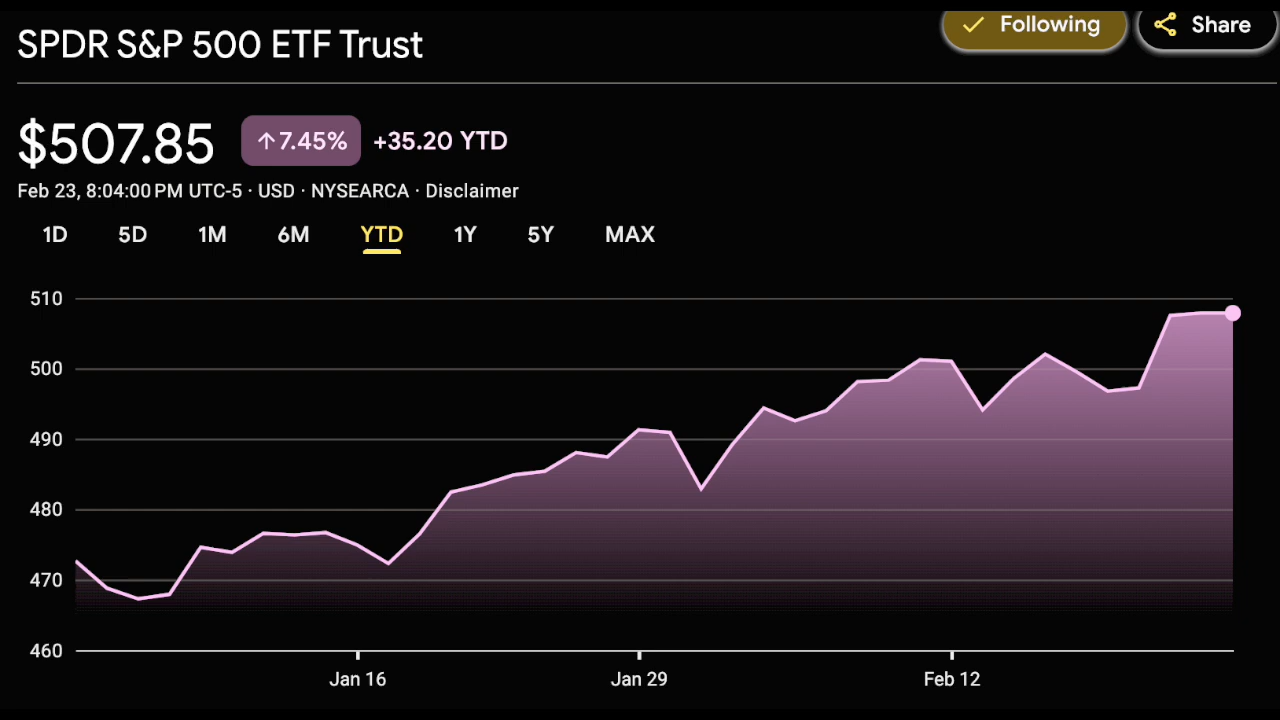 Following
Share
SPDR S&P 500 ETF Trust
$507.85 ↑7.45% +35.20 YTD
Feb 23, 8:04:00 PM UTC-5 · USD · NYSEARCA · Disclaimer
1D 5D 1M 6M YTD 1Y 5Y MAX
510
500
490
480
470
460
Jan 16 Jan 29 Feb 12